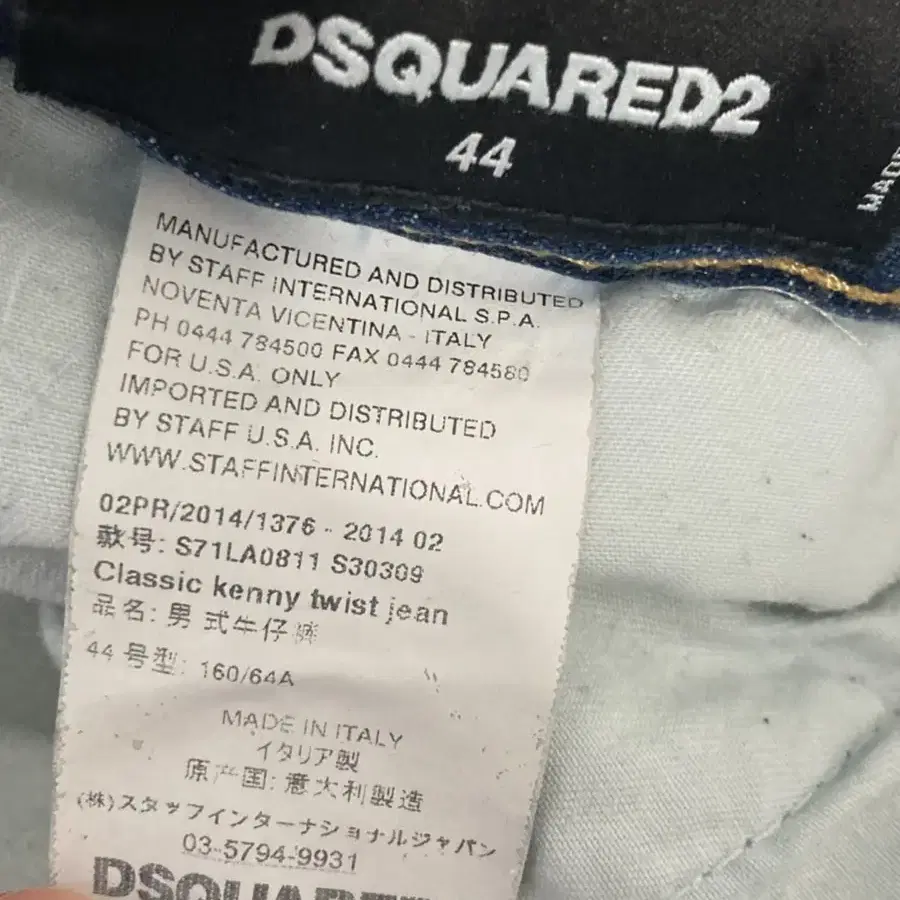 DSQUARED2
44
MADE
MANUFACTURED AND DISTRIBUTED
BY STAFF INTERNATIONAL S.P.A.
NOVENTA VICENTINA - ITALY
PH 0444 784500 FAX 0444 784580
FOR U.S.A. ONLY
IMPORTED AND DISTRIBUTED
BY STAFF U.S.A. INC.
WWW.STAFFINTERNATIONAL.COM
02PR/2014/1376 - 2014 02
款号: S71LA0811 S30309
Classic kenny twist jean
品名: 男 式牛仔裤
44 号型: 160/64A
MADE IN ITALY
イタリア製
原产国: 意大利製造
(株)スタッフインターナショナルジャパン
03-5794-9931
DSQUARED2